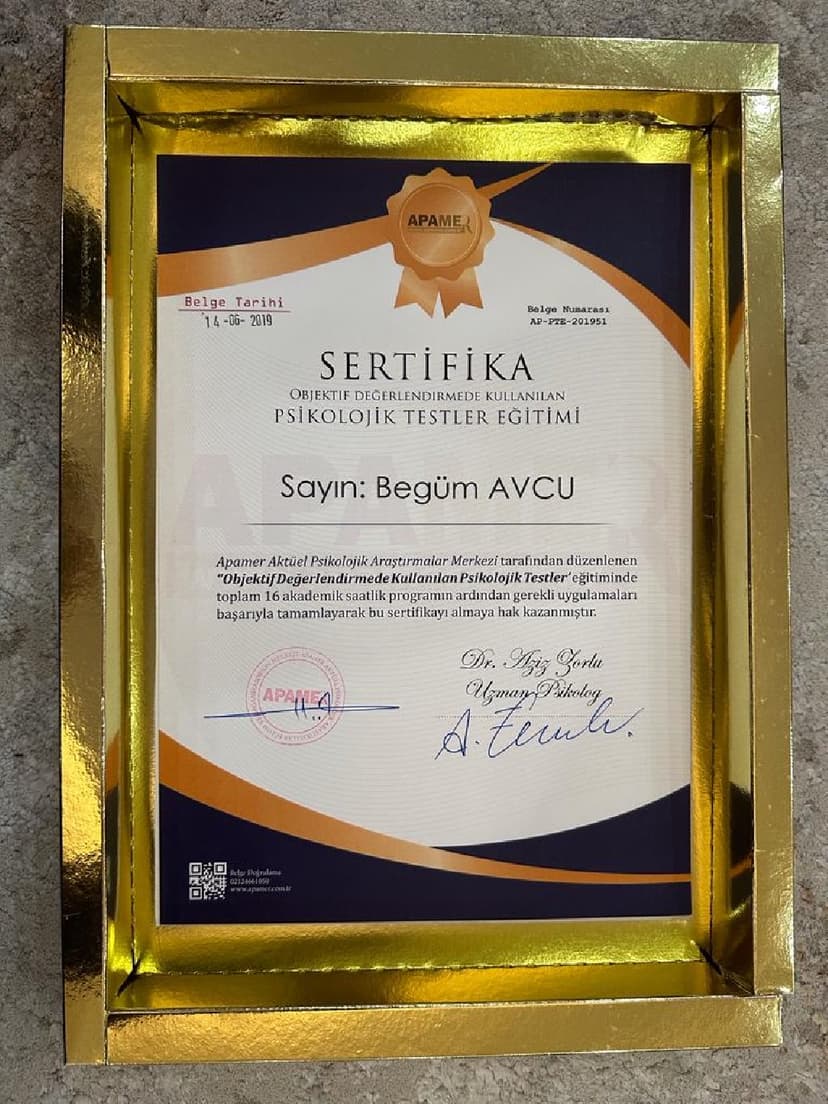 APAMER
Belge Tarihi
14-06-2019
Belge Numarası
AP-PTE-201951
SERTİFİKA
OBJEKTIF DEĞERLENDIRMEDE KULLANILAN
PSİKOLOJİK TESTLER EĞİTİMİ
Sayın: Begüm AVCU
Apamer Aktüel Psikolojik Araştırmalar Merkezi tarafından düzenlenen
"Objektif Değerlendirmede Kullanılan Psikolojik Testler' eğitiminde
toplam 16 akademik saatlik programın ardından gerekli uygulamaları
başarıyla tamamlayarak bu sertifikayı almaya hak kazanmıştır.
Dr. Aziz Zorlu
Uzman Psikolog
APAMER
Belge Doğrulama
www.apamer.com.tr